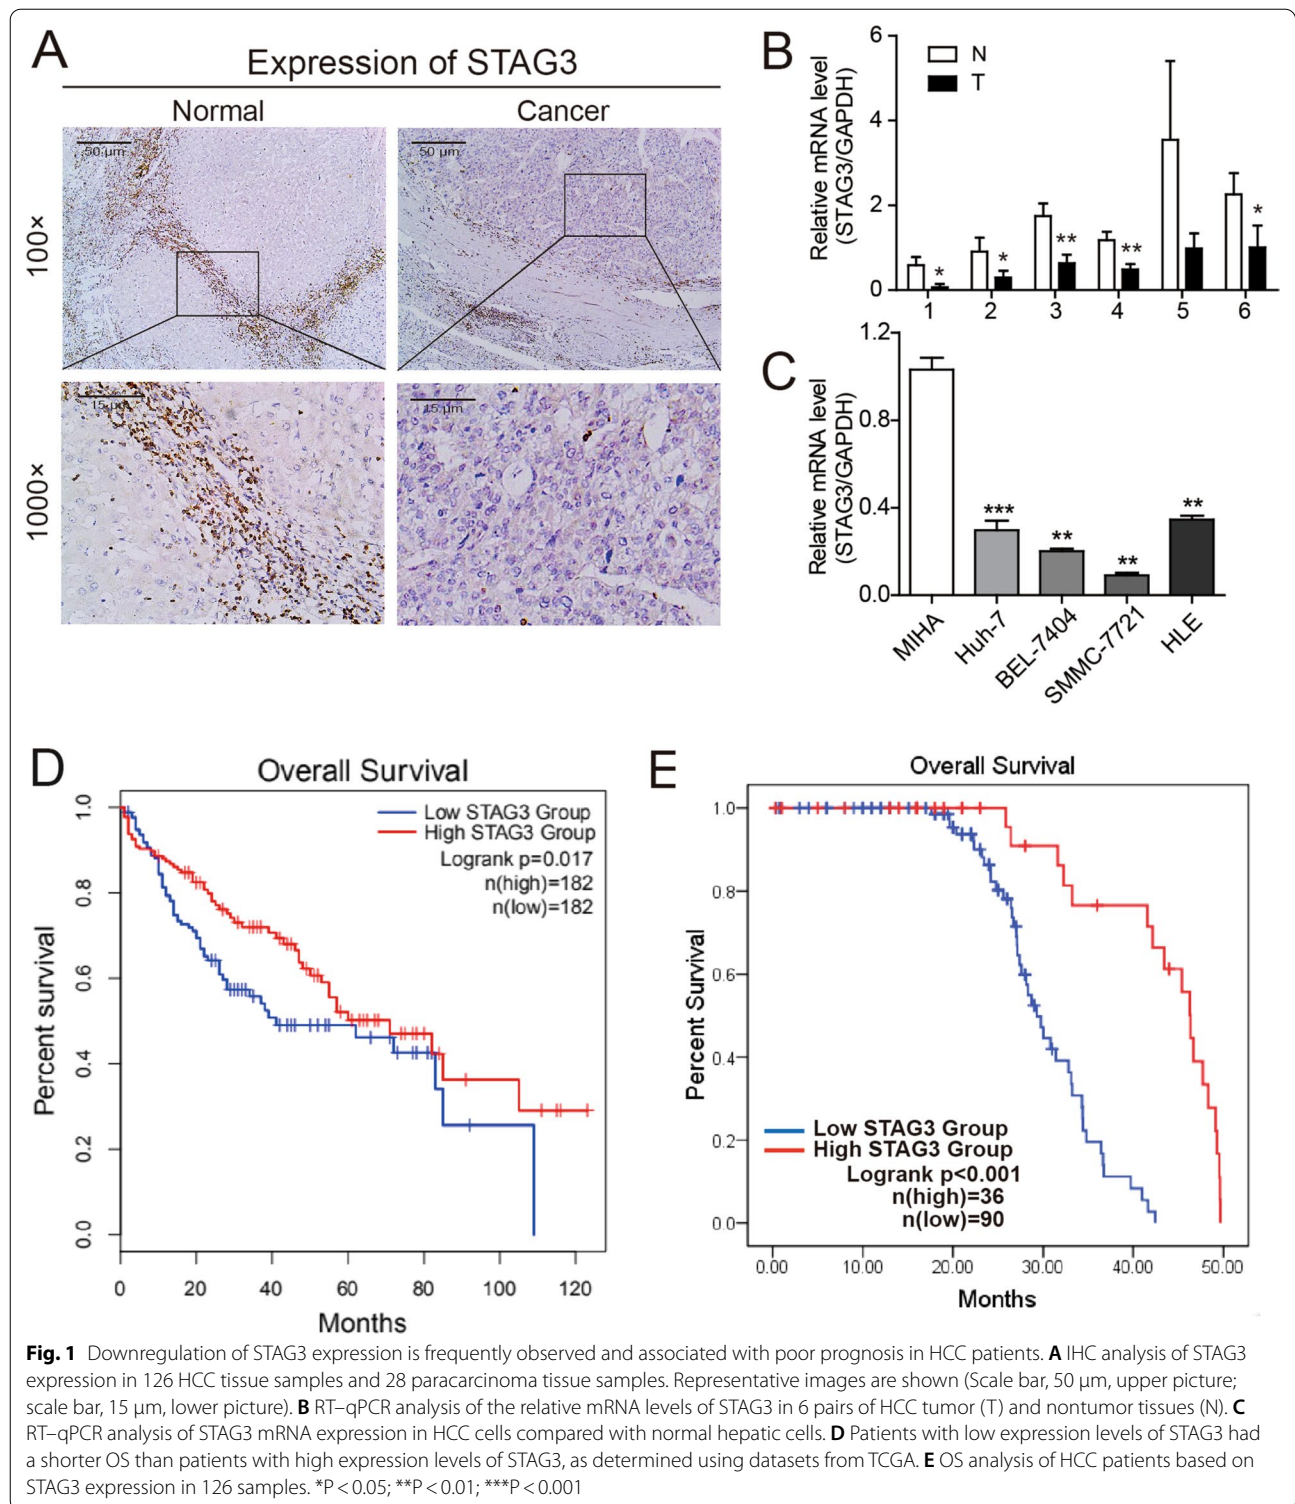 A
Expression of STAG3
Normal
Cancer
100×
50 µm
50 µm
1000×
15 µm
15 µm
B
Relative mRNA level
(STAG3/GAPDH)
6
4
2
0
N
T
*
*
**
**
*
1 2 3 4 5 6
C
Relative mRNA level
(STAG3/GAPDH)
1.2
0.8
0.4
0.0
***
**
**
**
MIHA
Huh-7
BEL-7404
SMMC-7721
HLE
D
Overall Survival
Percent survival
1.0
0.8
0.6
0.4
0.2
0.0
Low STAG3 Group
High STAG3 Group
Logrank p=0.017
n(high)=182
n(low)=182
0 20 40 60 80 100 120
Months
E
Overall Survival
Percent Survival
1.0
0.8
0.6
0.4
0.2
0.0
Low STAG3 Group
High STAG3 Group
Logrank p<0.001
n(high)=36
n(low)=90
0.00 10.00 20.00 30.00 40.00 50.00
Months
Fig. 1 Downregulation of STAG3 expression is frequently observed and associated with poor prognosis in HCC patients. A IHC analysis of STAG3
expression in 126 HCC tissue samples and 28 paracarcinoma tissue samples. Representative images are shown (Scale bar, 50 µm, upper picture;
scale bar, 15 µm, lower picture). B RT–qPCR analysis of the relative mRNA levels of STAG3 in 6 pairs of HCC tumor (T) and nontumor tissues (N). C
RT–qPCR analysis of STAG3 mRNA expression in HCC cells compared with normal hepatic cells. D Patients with low expression levels of STAG3 had
a shorter OS than patients with high expression levels of STAG3, as determined using datasets from TCGA. E OS analysis of HCC patients based on
STAG3 expression in 126 samples. *P < 0.05; **P < 0.01; ***P < 0.001